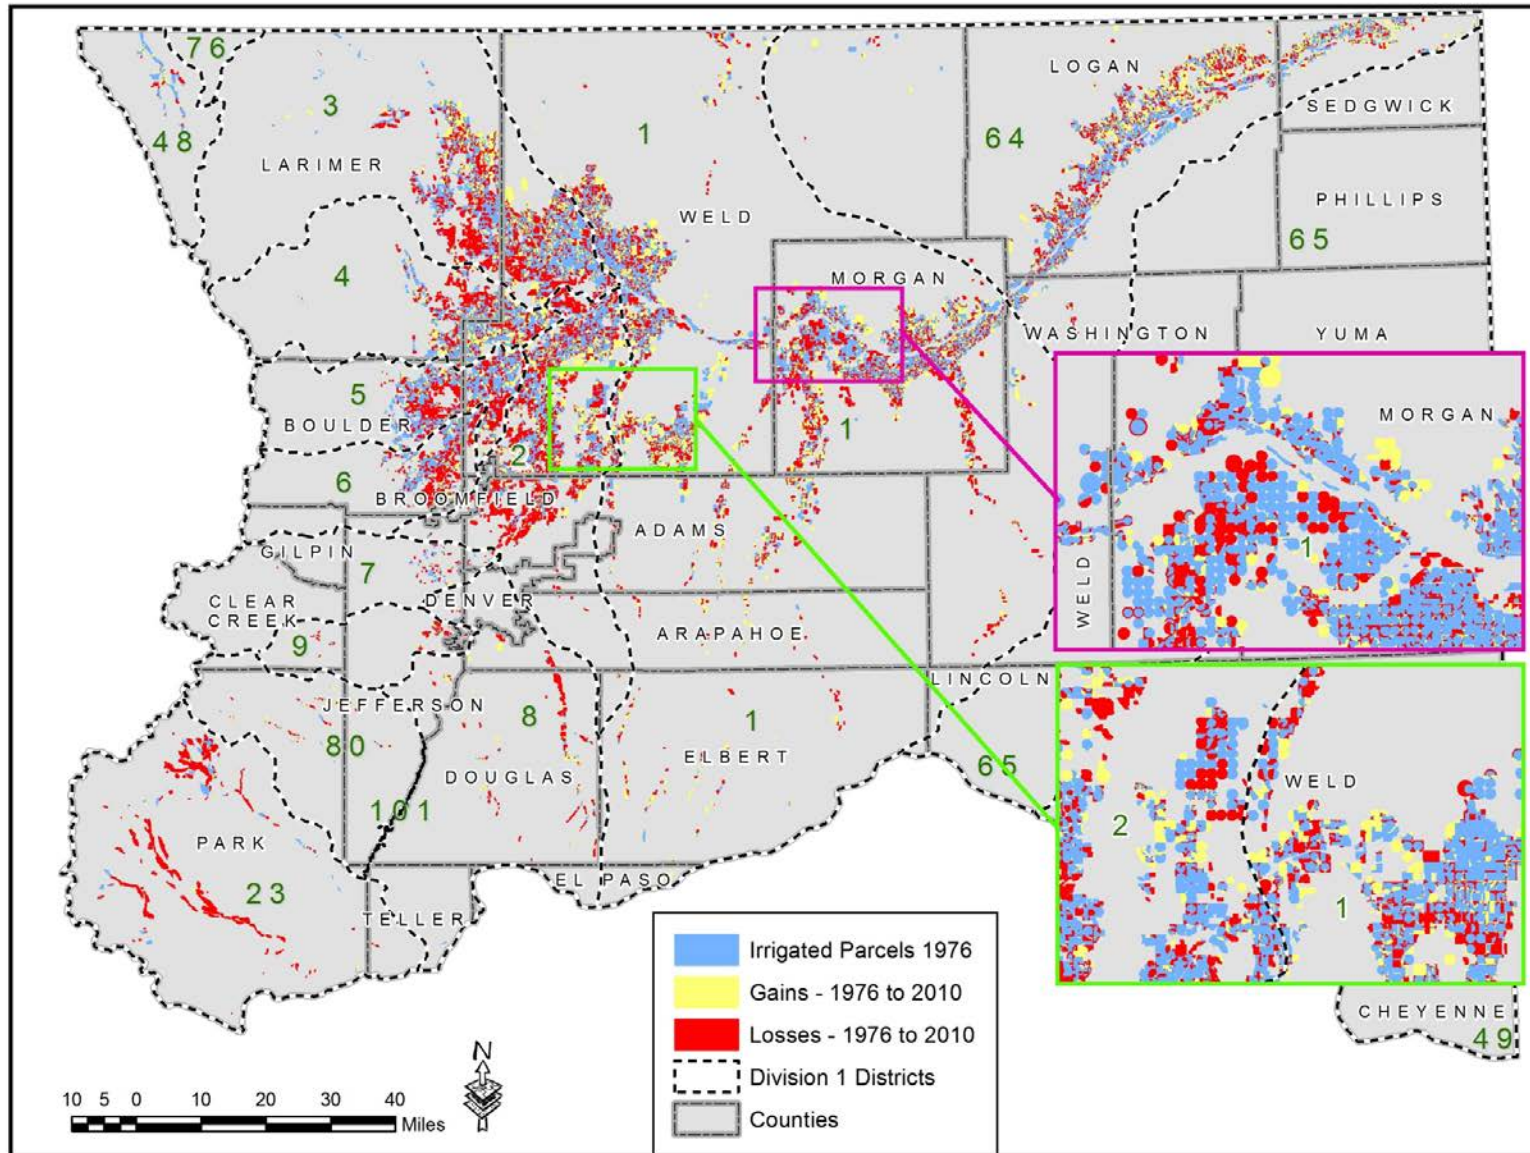 76
LOGAN
3
1
64
SEDGWICK
48
LARIMER
PHILLIPS
WELD
65
4
MORGAN
WASHINGTON
YUMA
5
BOULDER
1
2
6
BROOMFIELD
ADAMS
GILPIN
7
DENVER
CLEAR
CREEK
ARAPAHOE
9
LINCOLN
JEFFERSON
8
1
80
ELBERT
DOUGLAS
65
101
PARK
23
EL PASO
TELLER
MORGAN
1
WELD
WELD
2
1
CHEYENNE
49
Irrigated Parcels 1976
Gains - 1976 to 2010
Losses - 1976 to 2010
Division 1 Districts
Counties
N
10 5 0 10 20 30 40
Miles